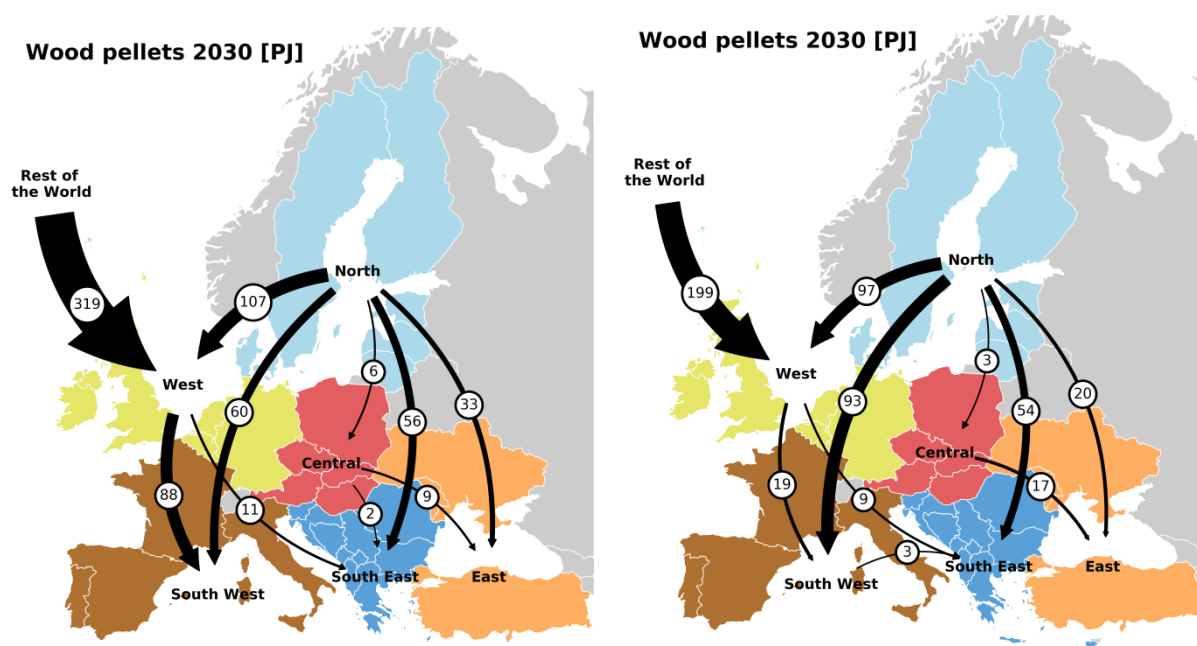 Wood pellets 2030 [PJ]
Rest of
the World
319
North
107
West
6
60
56
33
Central
88
11
2
9
South East
East
South West
Wood pellets 2030 [PJ]
Rest of
the World
199
North
97
West
3
93
54
20
Central
19
9
17
3
South East
East
South West